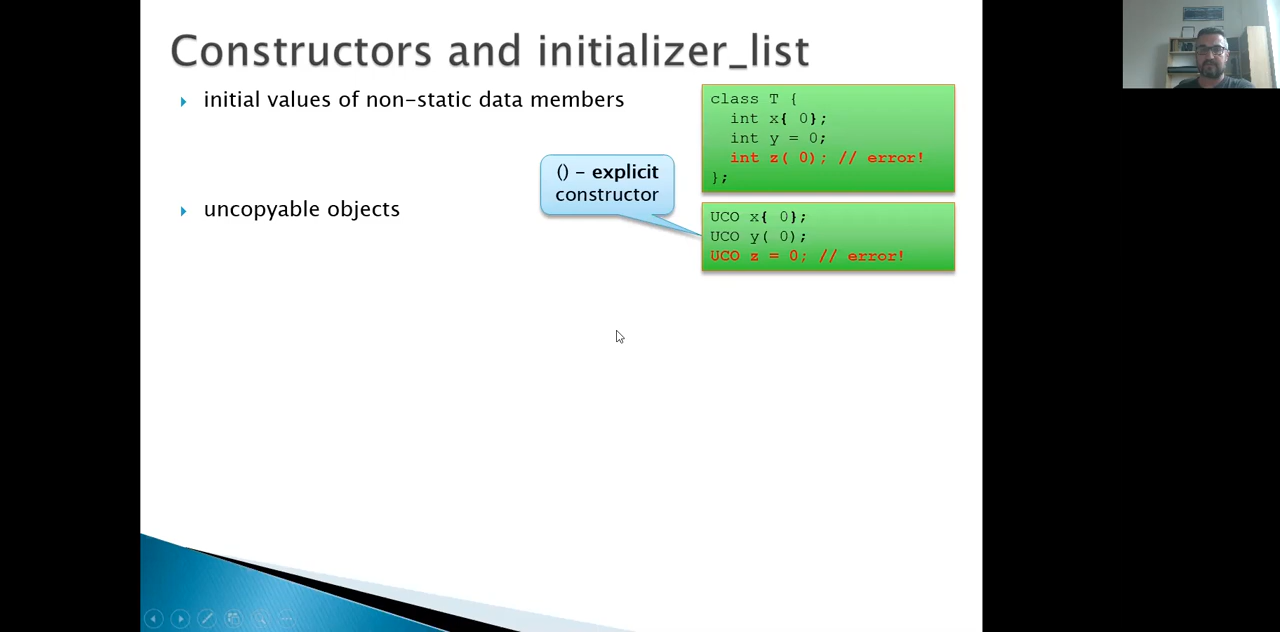 Constructors and initializer_list
initial values of non-static data members
class T {
int x{ 0};
int y = 0;
int z( 0); // error!
};
() - explicit
constructor
uncopyable objects
UCO x{ 0};
UCO y( 0);
UCO z = 0; // error!